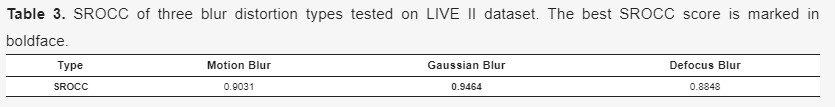 Table 3. SROCC of three blur distortion types tested on LIVE II dataset. The best SROCC score is marked in
boldface.
Type Motion Blur Gaussian Blur Defocus Blur
SROCC 0.9031 0.9464 0.8848